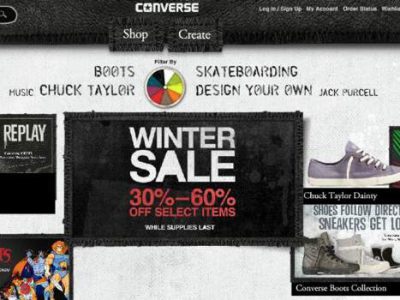 CONVERSE
Log In / Sign Up My Account Order Status Wishlist
Shop Create
Filter By
BOOTS SKATEBOARDING
MUSIC CHUCK TAYLOR DESIGN YOUR OWN JACK PURCELL
REPLAY
WINTER
SALE
30%–60%
OFF SELECT ITEMS
WHILE SUPPLIES LAST
Chuck Taylor Dainty
SHOES FOLLOW DIRECT
SNEAKERS GET LO
Converse Boots Collection